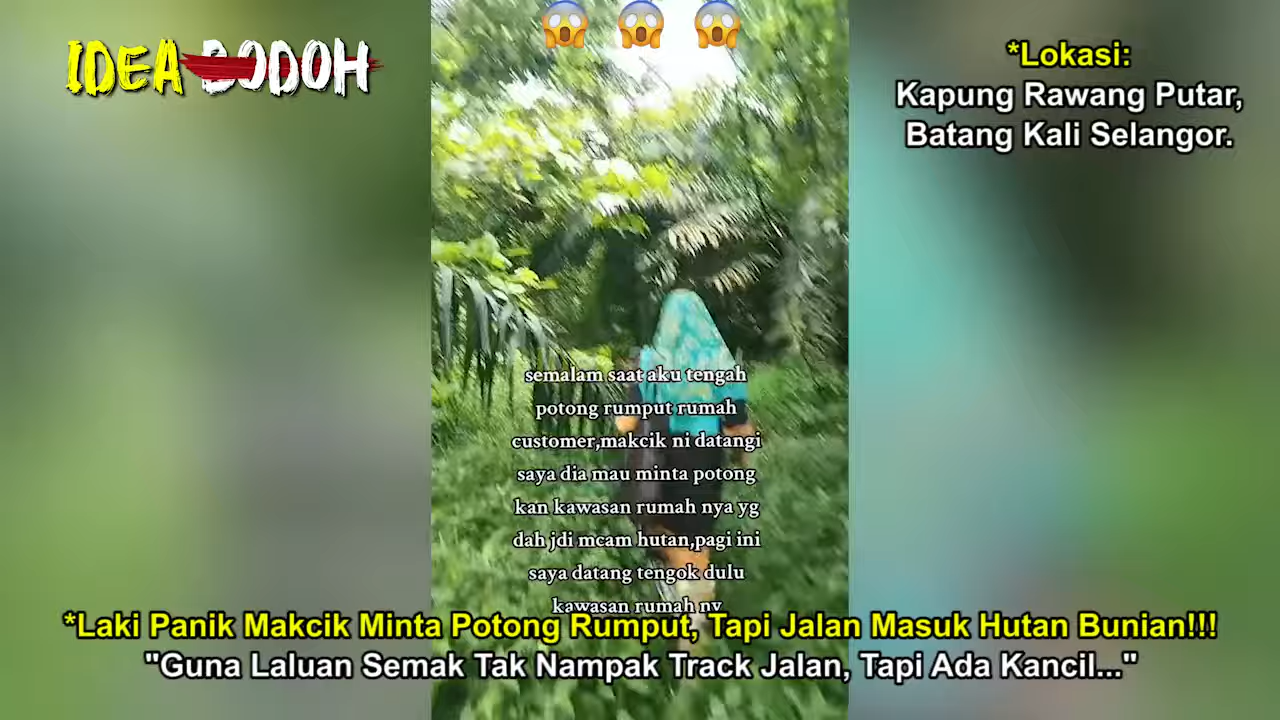 IDEA BODOH
*Lokasi:
Kapung Rawang Putar,
Batang Kali Selangor.
semalam saat aku tengah
potong rumput rumah
customer,makcik ni datangi
saya dia mau minta potong
kan kawasan rumah nya yg
dah jdi mcam hutan,pagi ini
saya datang tengok dulu
kawasan rumah ny
*Laki Panik Makcik Minta Potong Rumput, Tapi Jalan Masuk Hutan Bunian!!!
"Guna Laluan Semak Tak Nampak Track Jalan, Tapi Ada Kancil..."